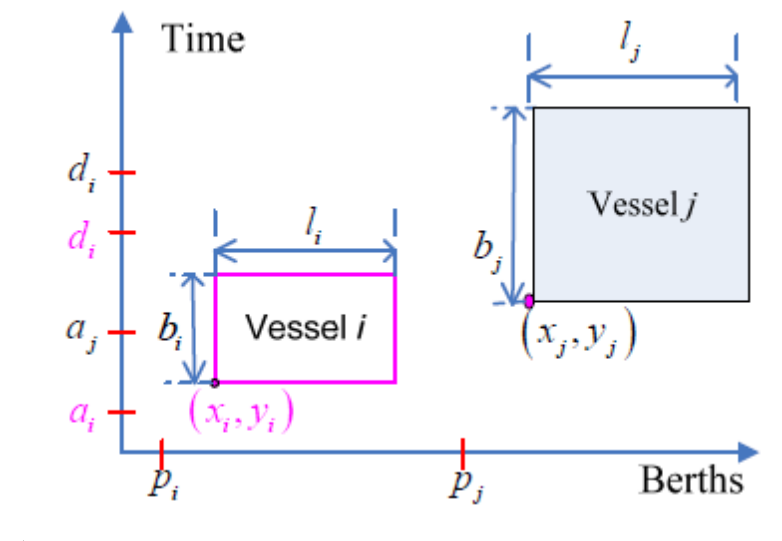 Time
l_j
d_i
Vessel j
d_i
l_i
b_j
a_j
b_i
Vessel i
(x_j, y_j)
a_i
(x_i, y_i)
p_i
p_j
Berths